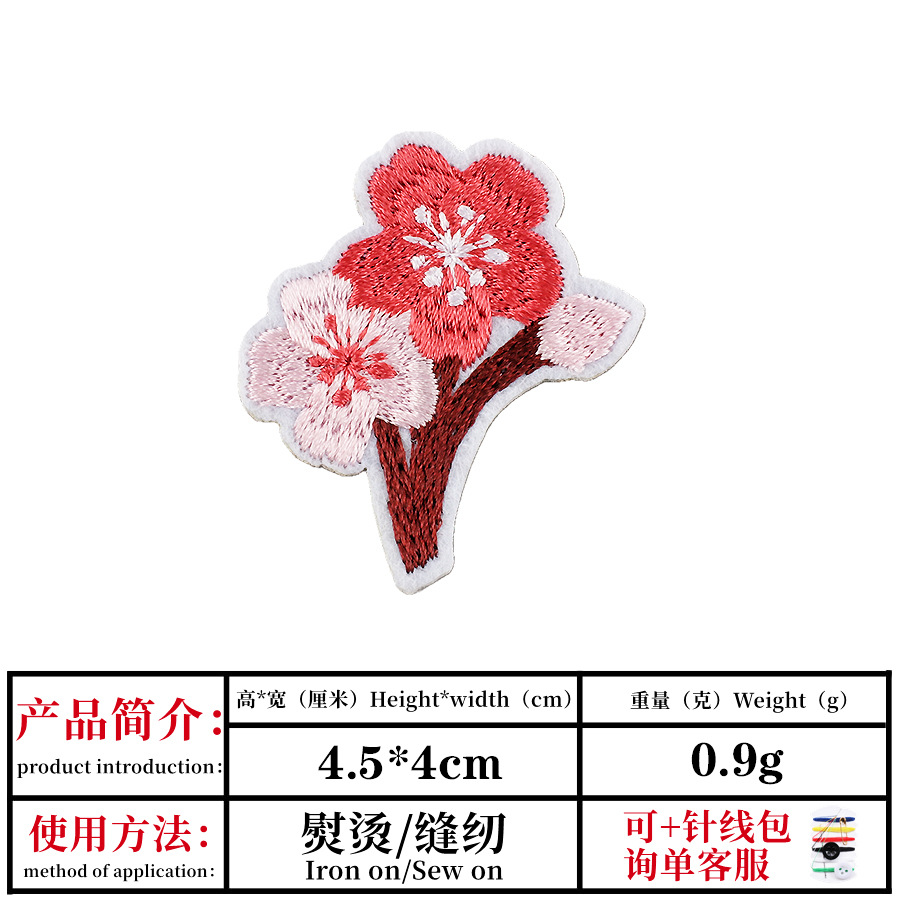 产品简介：
product introduction：
高*宽（厘米）Height*width（cm）
重量（克）Weight（g）
4.5*4cm
0.9g
使用方法：
method of application：
熨烫/缝纫
Iron on/Sew on
可+针线包
询单客服